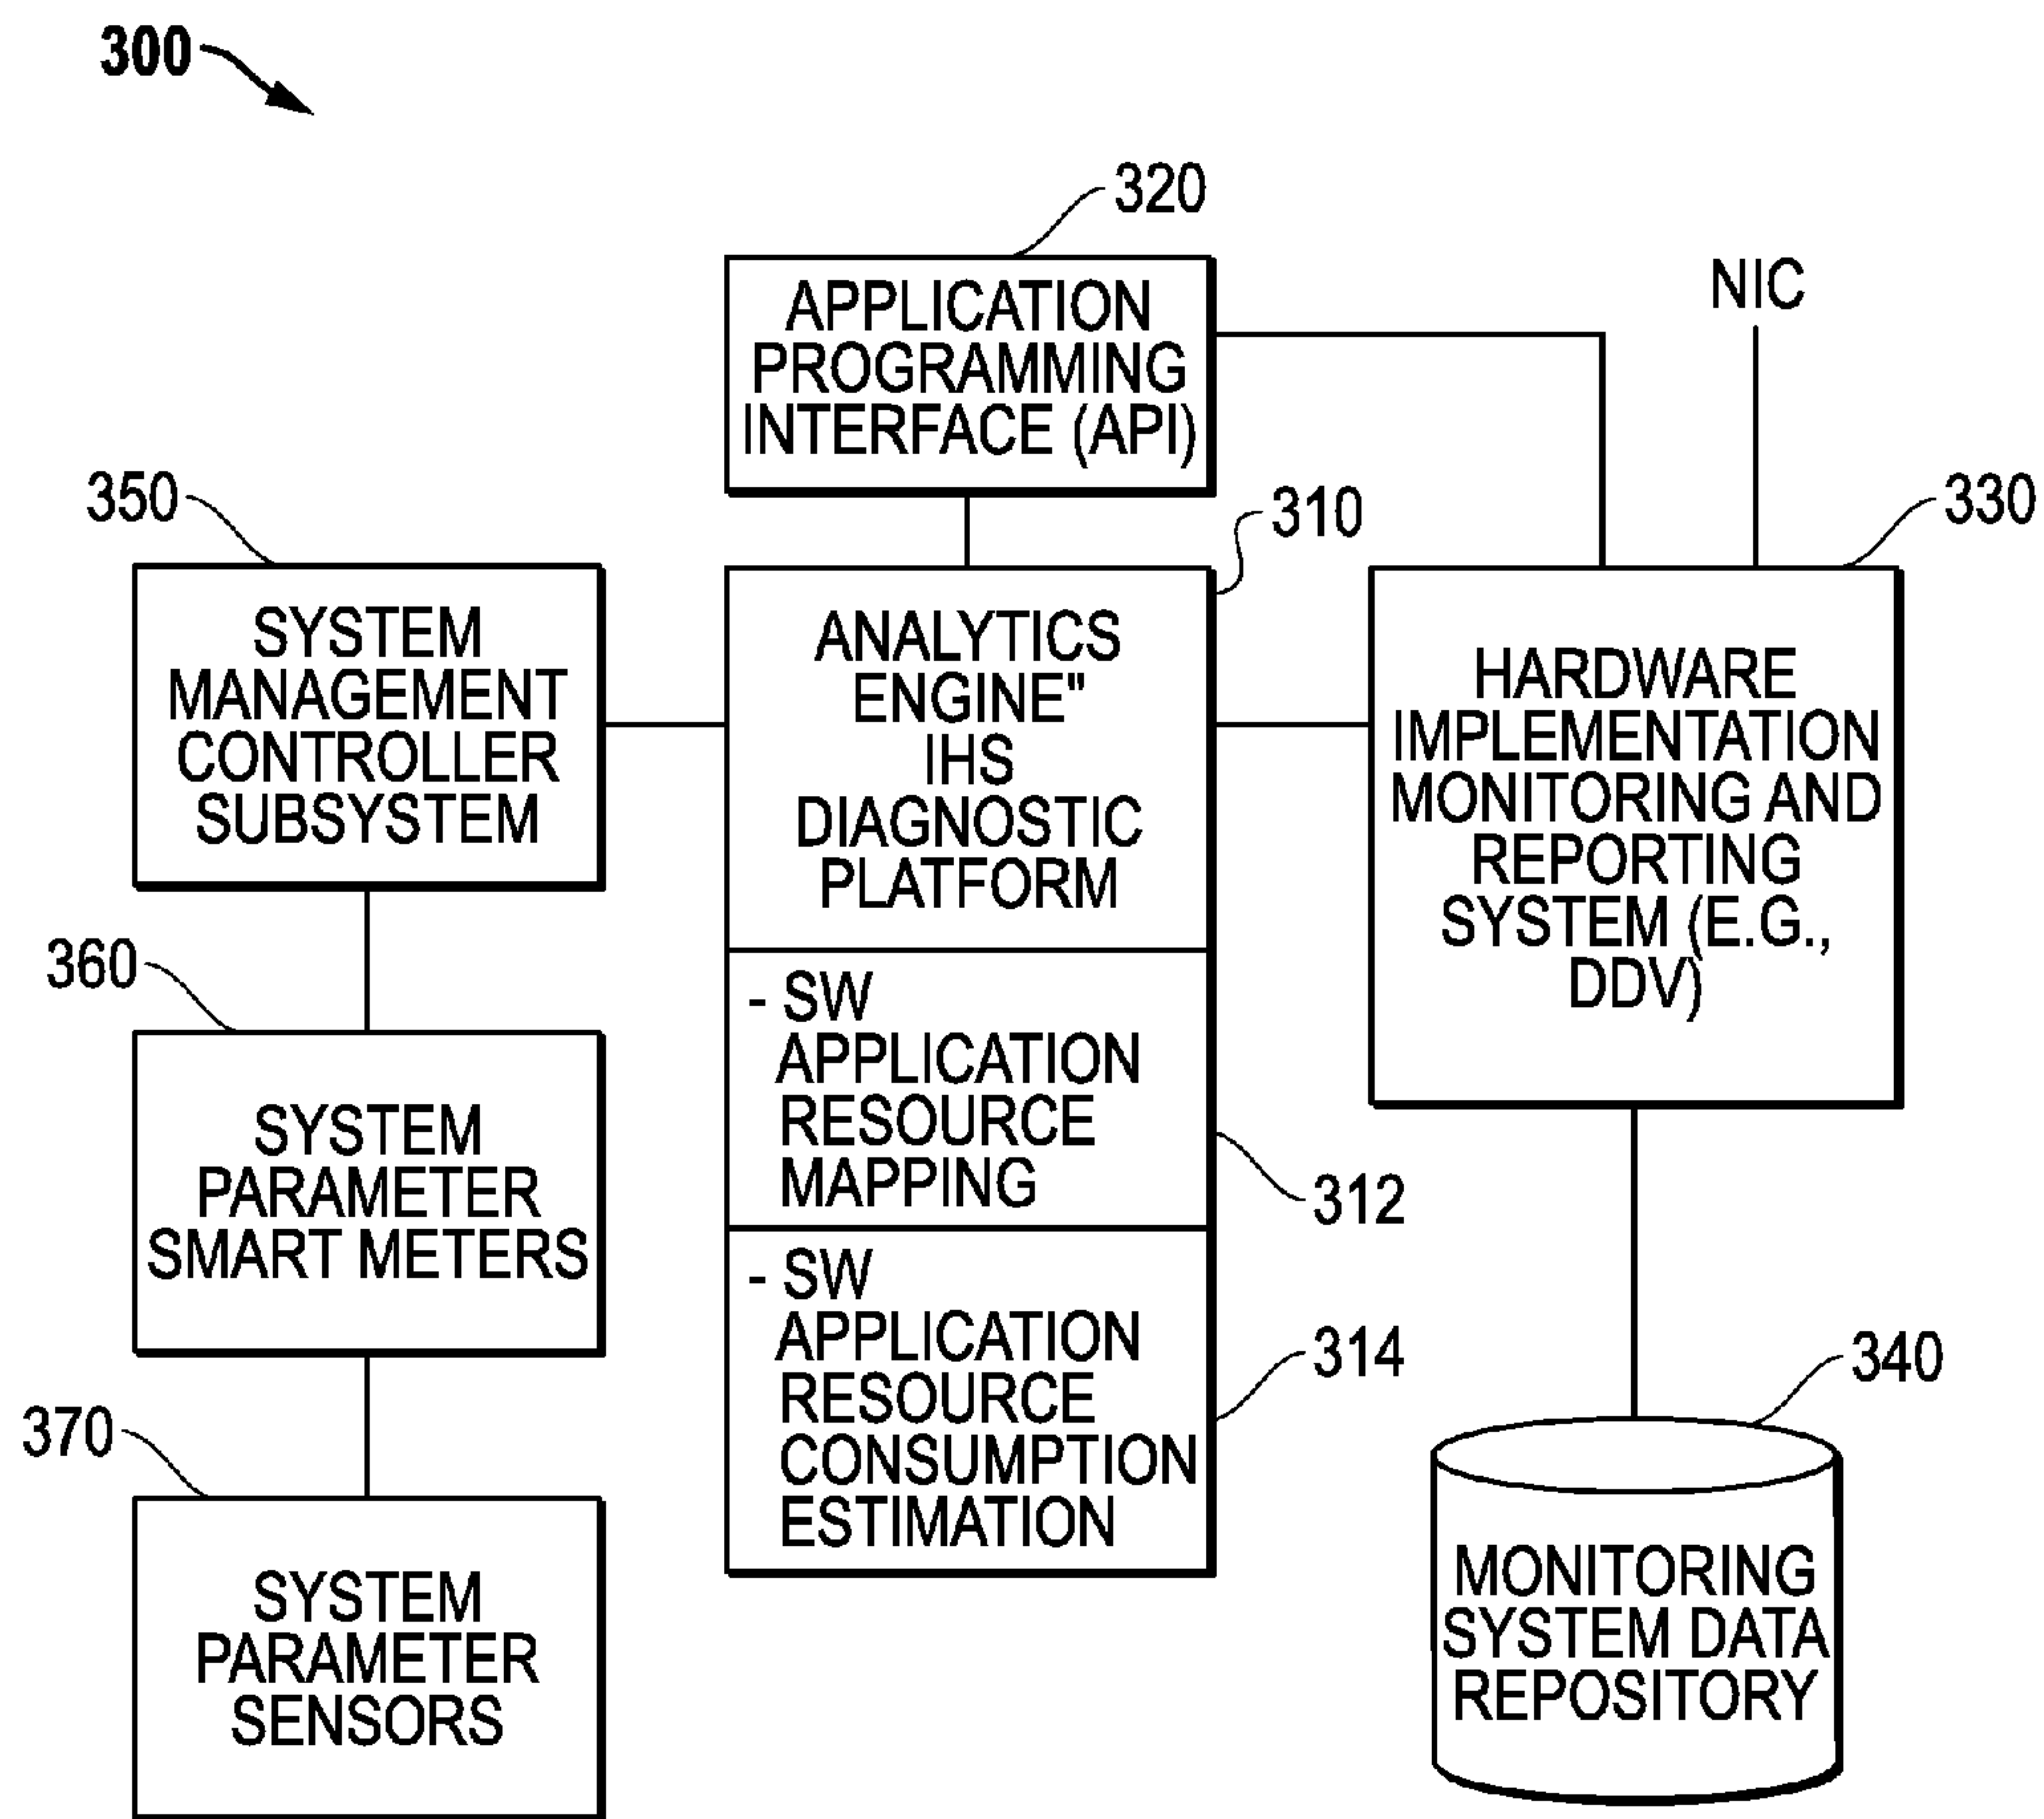 300
320
APPLICATION
PROGRAMMING
INTERFACE (API)
NIC
350
SYSTEM
MANAGEMENT
CONTROLLER
SUBSYSTEM
310
ANALYTICS
ENGINE"
IHS
DIAGNOSTIC
PLATFORM
- SW
APPLICATION
RESOURCE
MAPPING
312
- SW
APPLICATION
RESOURCE
CONSUMPTION
ESTIMATION
314
330
HARDWARE
IMPLEMENTATION
MONITORING AND
REPORTING
SYSTEM (E.G.,
DDV)
360
SYSTEM
PARAMETER
SMART METERS
370
SYSTEM
PARAMETER
SENSORS
340
MONITORING
SYSTEM DATA
REPOSITORY